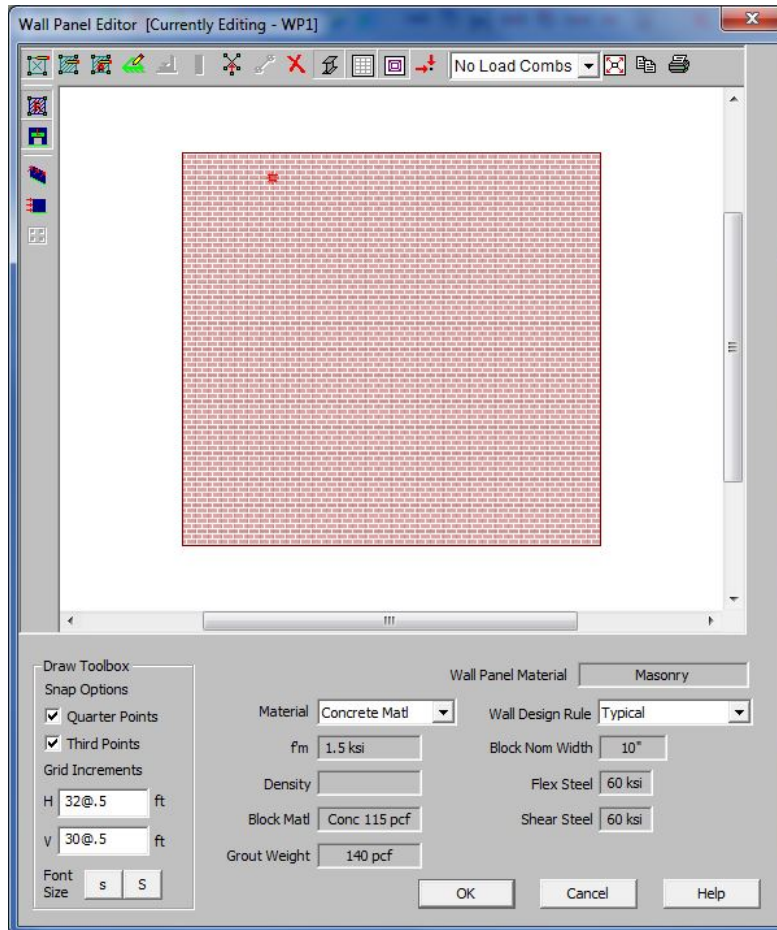 Wall Panel Editor [Currently Editing - WP1]
No Load Combs
Draw Toolbox
Snap Options
Quarter Points
Third Points
Grid Increments
H 32@.5 ft
V 30@.5 ft
Font Size s S
Wall Panel Material Masonry
Material Concrete Matl Wall Design Rule Typical
f'm 1.5 ksi Block Nom Width 10"
Density Flex Steel 60 ksi
Block Matl Conc 115 pcf Shear Steel 60 ksi
Grout Weight 140 pcf
OK Cancel Help